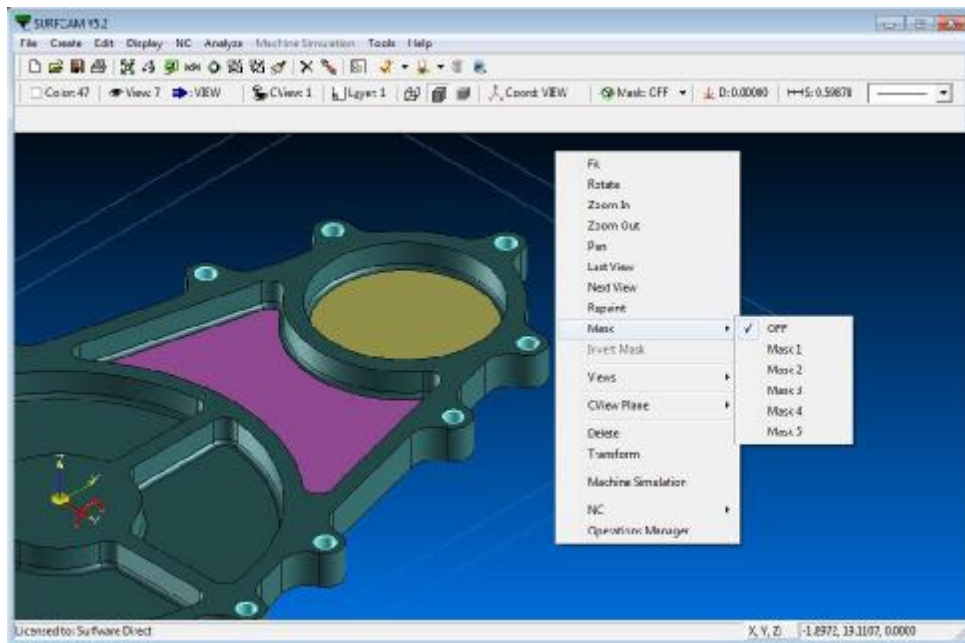 SURFCAM V5.2
File Create Edit Display NC Analyze Machine Simulation Tools Help
Color: 47 View: 7 : VIEW CView: 1 Layer: 1 Coord: VIEW Mask: OFF D: 0.00000 S: 0.59878
Fit
Rotate
Zoom In
Zoom Out
Pan
Last View
Next View
Repaint
Mask
Invert Mask
Views
CView Plane
Delete
Transform
Machine Simulation
NC
Operations Manager
OFF
Mask 1
Mask 2
Mask 3
Mask 4
Mask 5
Licensed to: Surfware Direct X, Y, Z: -1.8972, 13.1107, 0.0000